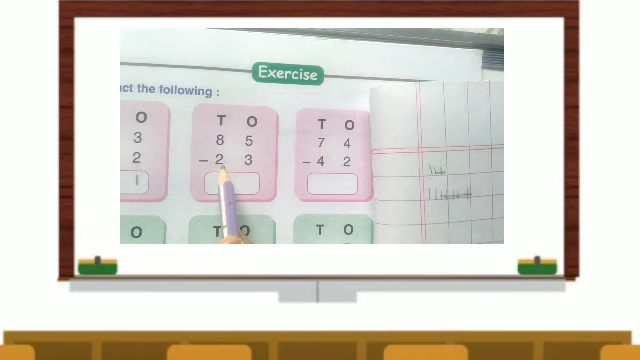 Exercise
act the following :
O T O T O
3 8 5 7 4
2 − 2 3 − 4 2
1
O T O T O